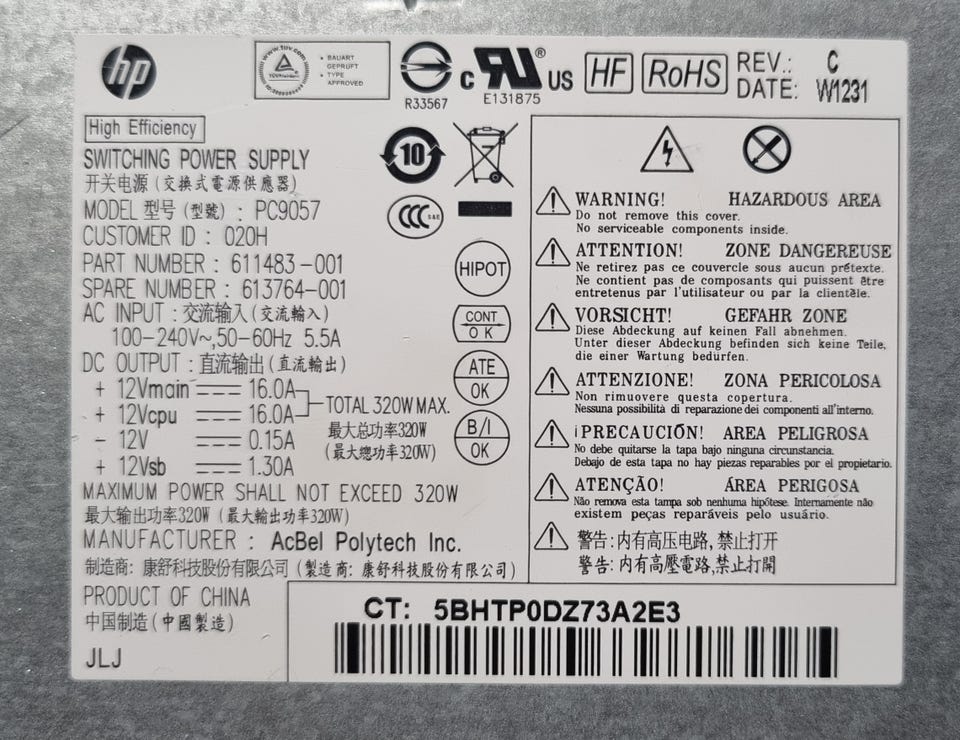 hp
www.tuv.com
TÜVRheinland
BAUART
GEPRÜFT
TYPE
APPROVED
R33567
c RU US
®
E131875
HF
RoHS
REV.: C
DATE: W1231
High Efficiency
SWITCHING POWER SUPPLY
开关电源 (交換式電源供應器)
MODEL 型号 (型號) : PC9057
CUSTOMER ID : 020H
PART NUMBER : 611483-001
SPARE NUMBER : 613764-001
AC INPUT : 交流输入 (交流輸入)
100-240V~,50-60Hz 5.5A
DC OUTPUT : 直流输出 (直流輸出)
+ 12Vmain 16.0A
+ 12Vcpu 16.0A
- 12V 0.15A
+ 12Vsb 1.30A
TOTAL 320W MAX.
最大总功率320W
(最大總功率320W)
MAXIMUM POWER SHALL NOT EXCEED 320W
最大输出功率320W (最大輸出功率320W)
MANUFACTURER : AcBel Polytech Inc.
制造商: 康舒科技股份有限公司 (製造商: 康舒科技股份有限公司)
PRODUCT OF CHINA
中国制造 (中國製造)
JLJ
10
CCC S&E
HIPOT
CONT
OK
ATE
OK
B/I
OK
WARNING! HAZARDOUS AREA
Do not remove this cover.
No serviceable components inside.
ATTENTION! ZONE DANGEREUSE
Ne retirez pas ce couvercle sous aucun prétexte.
Ne contient pas de composants qui puissent être
entretenus par l'utilisateur ou par la clientèle.
VORSICHT! GEFAHR ZONE
Diese Abdeckung auf keinen Fall abnehmen.
Unter dieser Abdeckung befinden sich keine Teile,
die einer Wartung bedürfen.
ATTENZIONE! ZONA PERICOLOSA
Non rimuovere questa copertura.
Nessuna possibilità di reparazione dei componenti all'interno.
¡PRECAUCIÓN! AREA PELIGROSA
No debe quitarse la tapa bajo ninguna circunstancia.
Debajo de esta tapa no hay piezas reparables por el propietario.
ATENÇÃO! ÁREA PERIGOSA
Não remova esta tampa sob nenhuma hipótese. Internamente não
existem peças reparáveis pelo usuário.
警告: 内有高压电路, 禁止打开
警告: 內有高壓電路, 禁止打開
CT: 5BHTP0DZ73A2E3